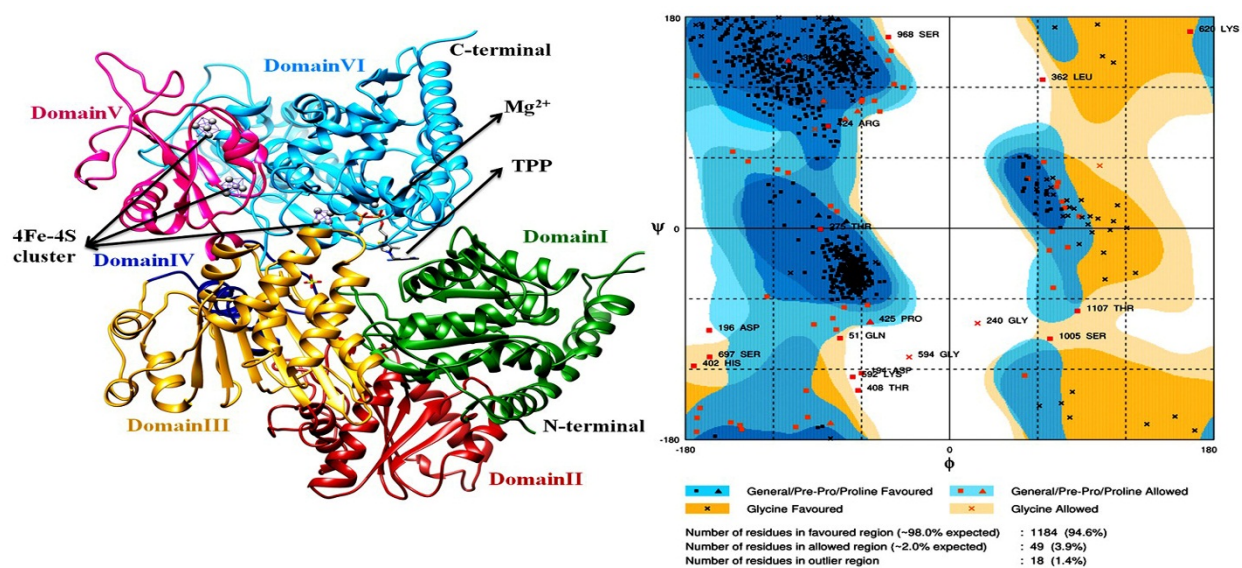 C-terminal
DomainVI
DomainV
Mg²⁺
TPP
4Fe-4S
cluster
DomainIV
DomainI
DomainIII
N-terminal
DomainII
180
968 SER
620 LYS
362 LEU
424 ARG
Ψ
0
275 THR
1107 THR
425 PRO
240 GLY
196 ASP
51 GLN
1005 SER
697 SER
594 GLY
402 HIS
194 ASP
592 LYS
408 THR
-180
-180
0
180
Φ
General/Pre-Pro/Proline Favoured
General/Pre-Pro/Proline Allowed
Glycine Favoured
Glycine Allowed
Number of residues in favoured region (~98.0% expected) : 1184 (94.6%)
Number of residues in allowed region (~2.0% expected) : 49 (3.9%)
Number of residues in outlier region : 18 (1.4%)